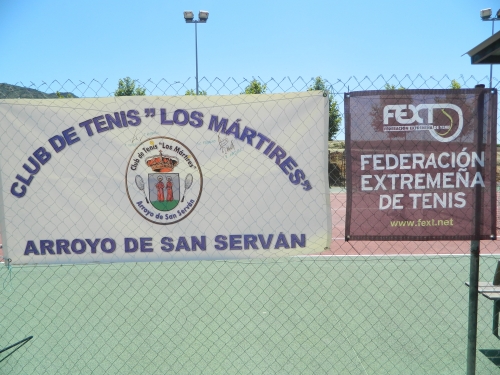 CLUB DE TENIS "LOS MÁRTIRES"
Club de Tenis "Los Mártires"
Arroyo de San Serván
ARROYO DE SAN SERVÁN
FEXT
FEDERACIÓN EXTREMEÑA DE TENIS
FEDERACIÓN
EXTREMEÑA
DE TENIS
www.fext.net